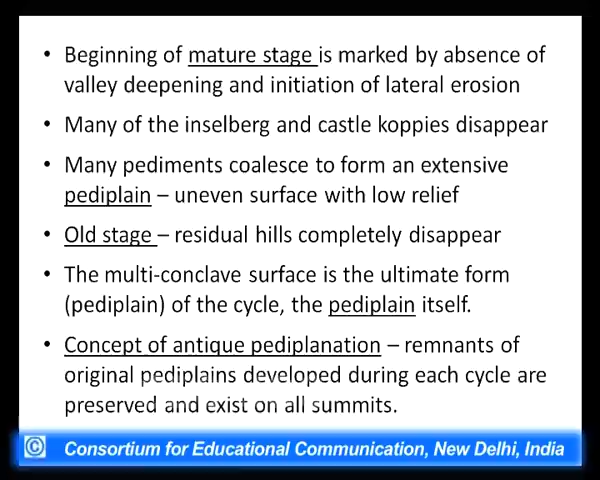 • Beginning of mature stage is marked by absence of
valley deepening and initiation of lateral erosion
• Many of the inselberg and castle koppies disappear
• Many pediments coalesce to form an extensive
pediplain – uneven surface with low relief
• Old stage – residual hills completely disappear
• The multi-conclave surface is the ultimate form
(pediplain) of the cycle, the pediplain itself.
• Concept of antique pediplanation – remnants of
original pediplains developed during each cycle are
preserved and exist on all summits.
© Consortium for Educational Communication, New Delhi, India